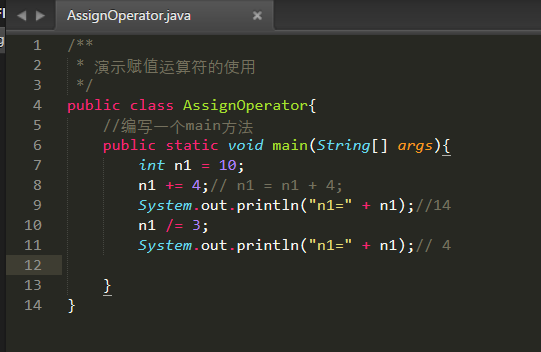 AssignOperator.java
1 /**
2 * 演示赋值运算符的使用
3 */
4 public class AssignOperator{
5 //编写一个main方法
6 public static void main(String[] args){
7 int n1 = 10;
8 n1 += 4;// n1 = n1 + 4;
9 System.out.println("n1=" + n1);//14
10 n1 /= 3;
11 System.out.println("n1=" + n1);// 4
12
13 }
14 }